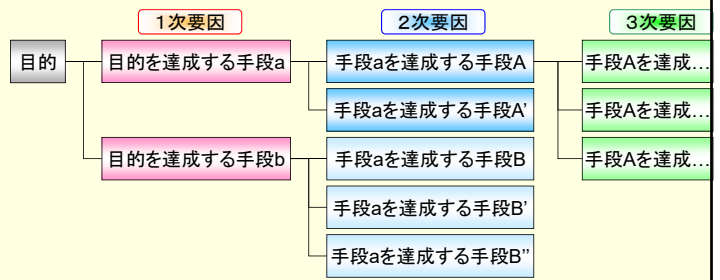 1次要因
2次要因
3次要因
目的
目的を達成する手段a
手段aを達成する手段A
手段Aを達成…
手段aを達成する手段A’
手段Aを達成…
目的を達成する手段b
手段aを達成する手段B
手段Aを達成…
手段aを達成する手段B’
手段aを達成する手段B’’